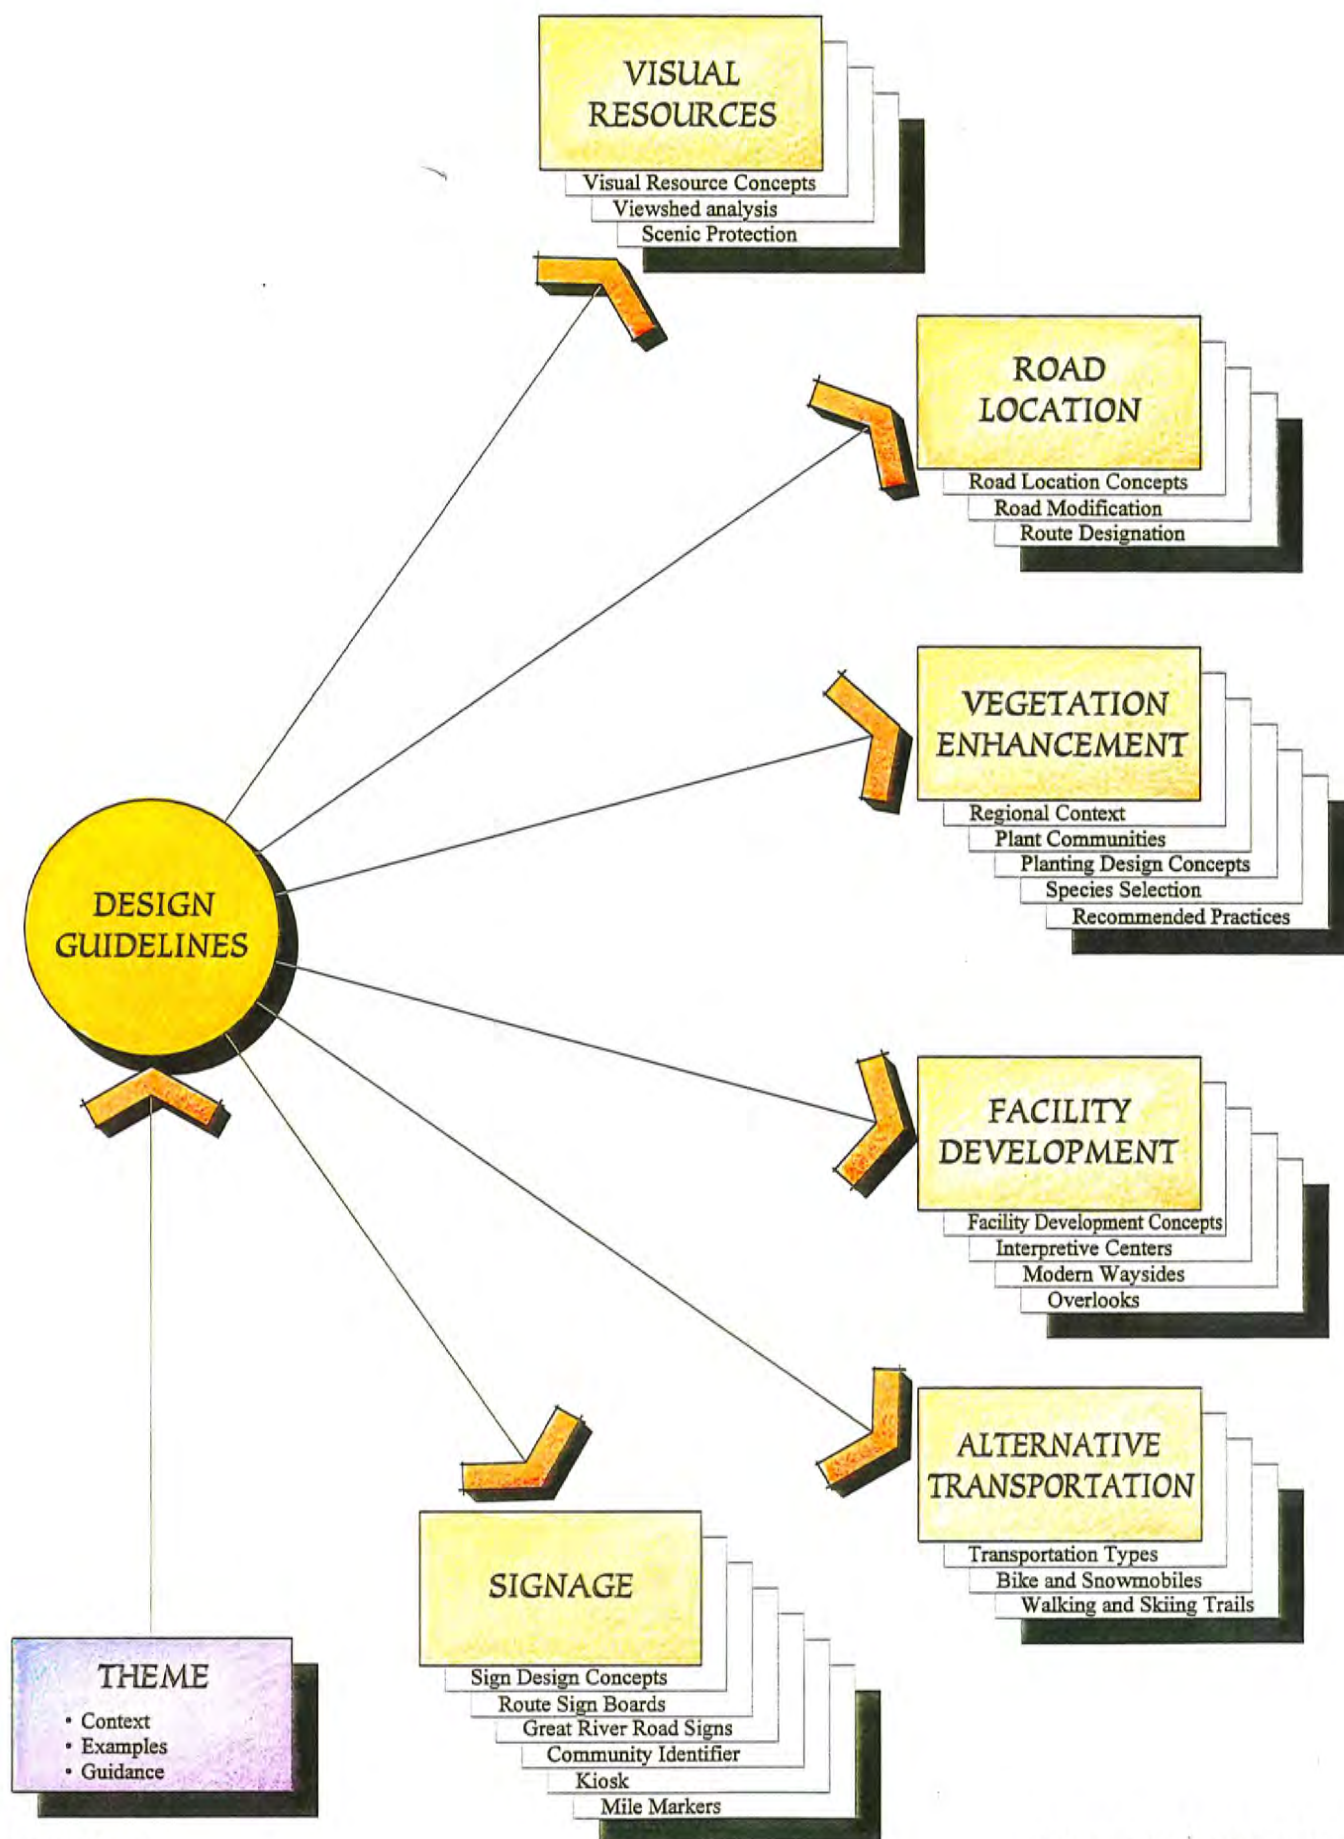 VISUAL
RESOURCES
Visual Resource Concepts
Viewshed analysis
Scenic Protection
ROAD
LOCATION
Road Location Concepts
Road Modification
Route Designation
VEGETATION
ENHANCEMENT
Regional Context
Plant Communities
Planting Design Concepts
Species Selection
Recommended Practices
DESIGN
GUIDELINES
FACILITY
DEVELOPMENT
Facility Development Concepts
Interpretive Centers
Modern Waysides
Overlooks
ALTERNATIVE
TRANSPORTATION
Transportation Types
Bike and Snowmobiles
Walking and Skiing Trails
SIGNAGE
Sign Design Concepts
Route Sign Boards
Great River Road Signs
Community Identifier
Kiosk
Mile Markers
THEME
• Context
• Examples
• Guidance